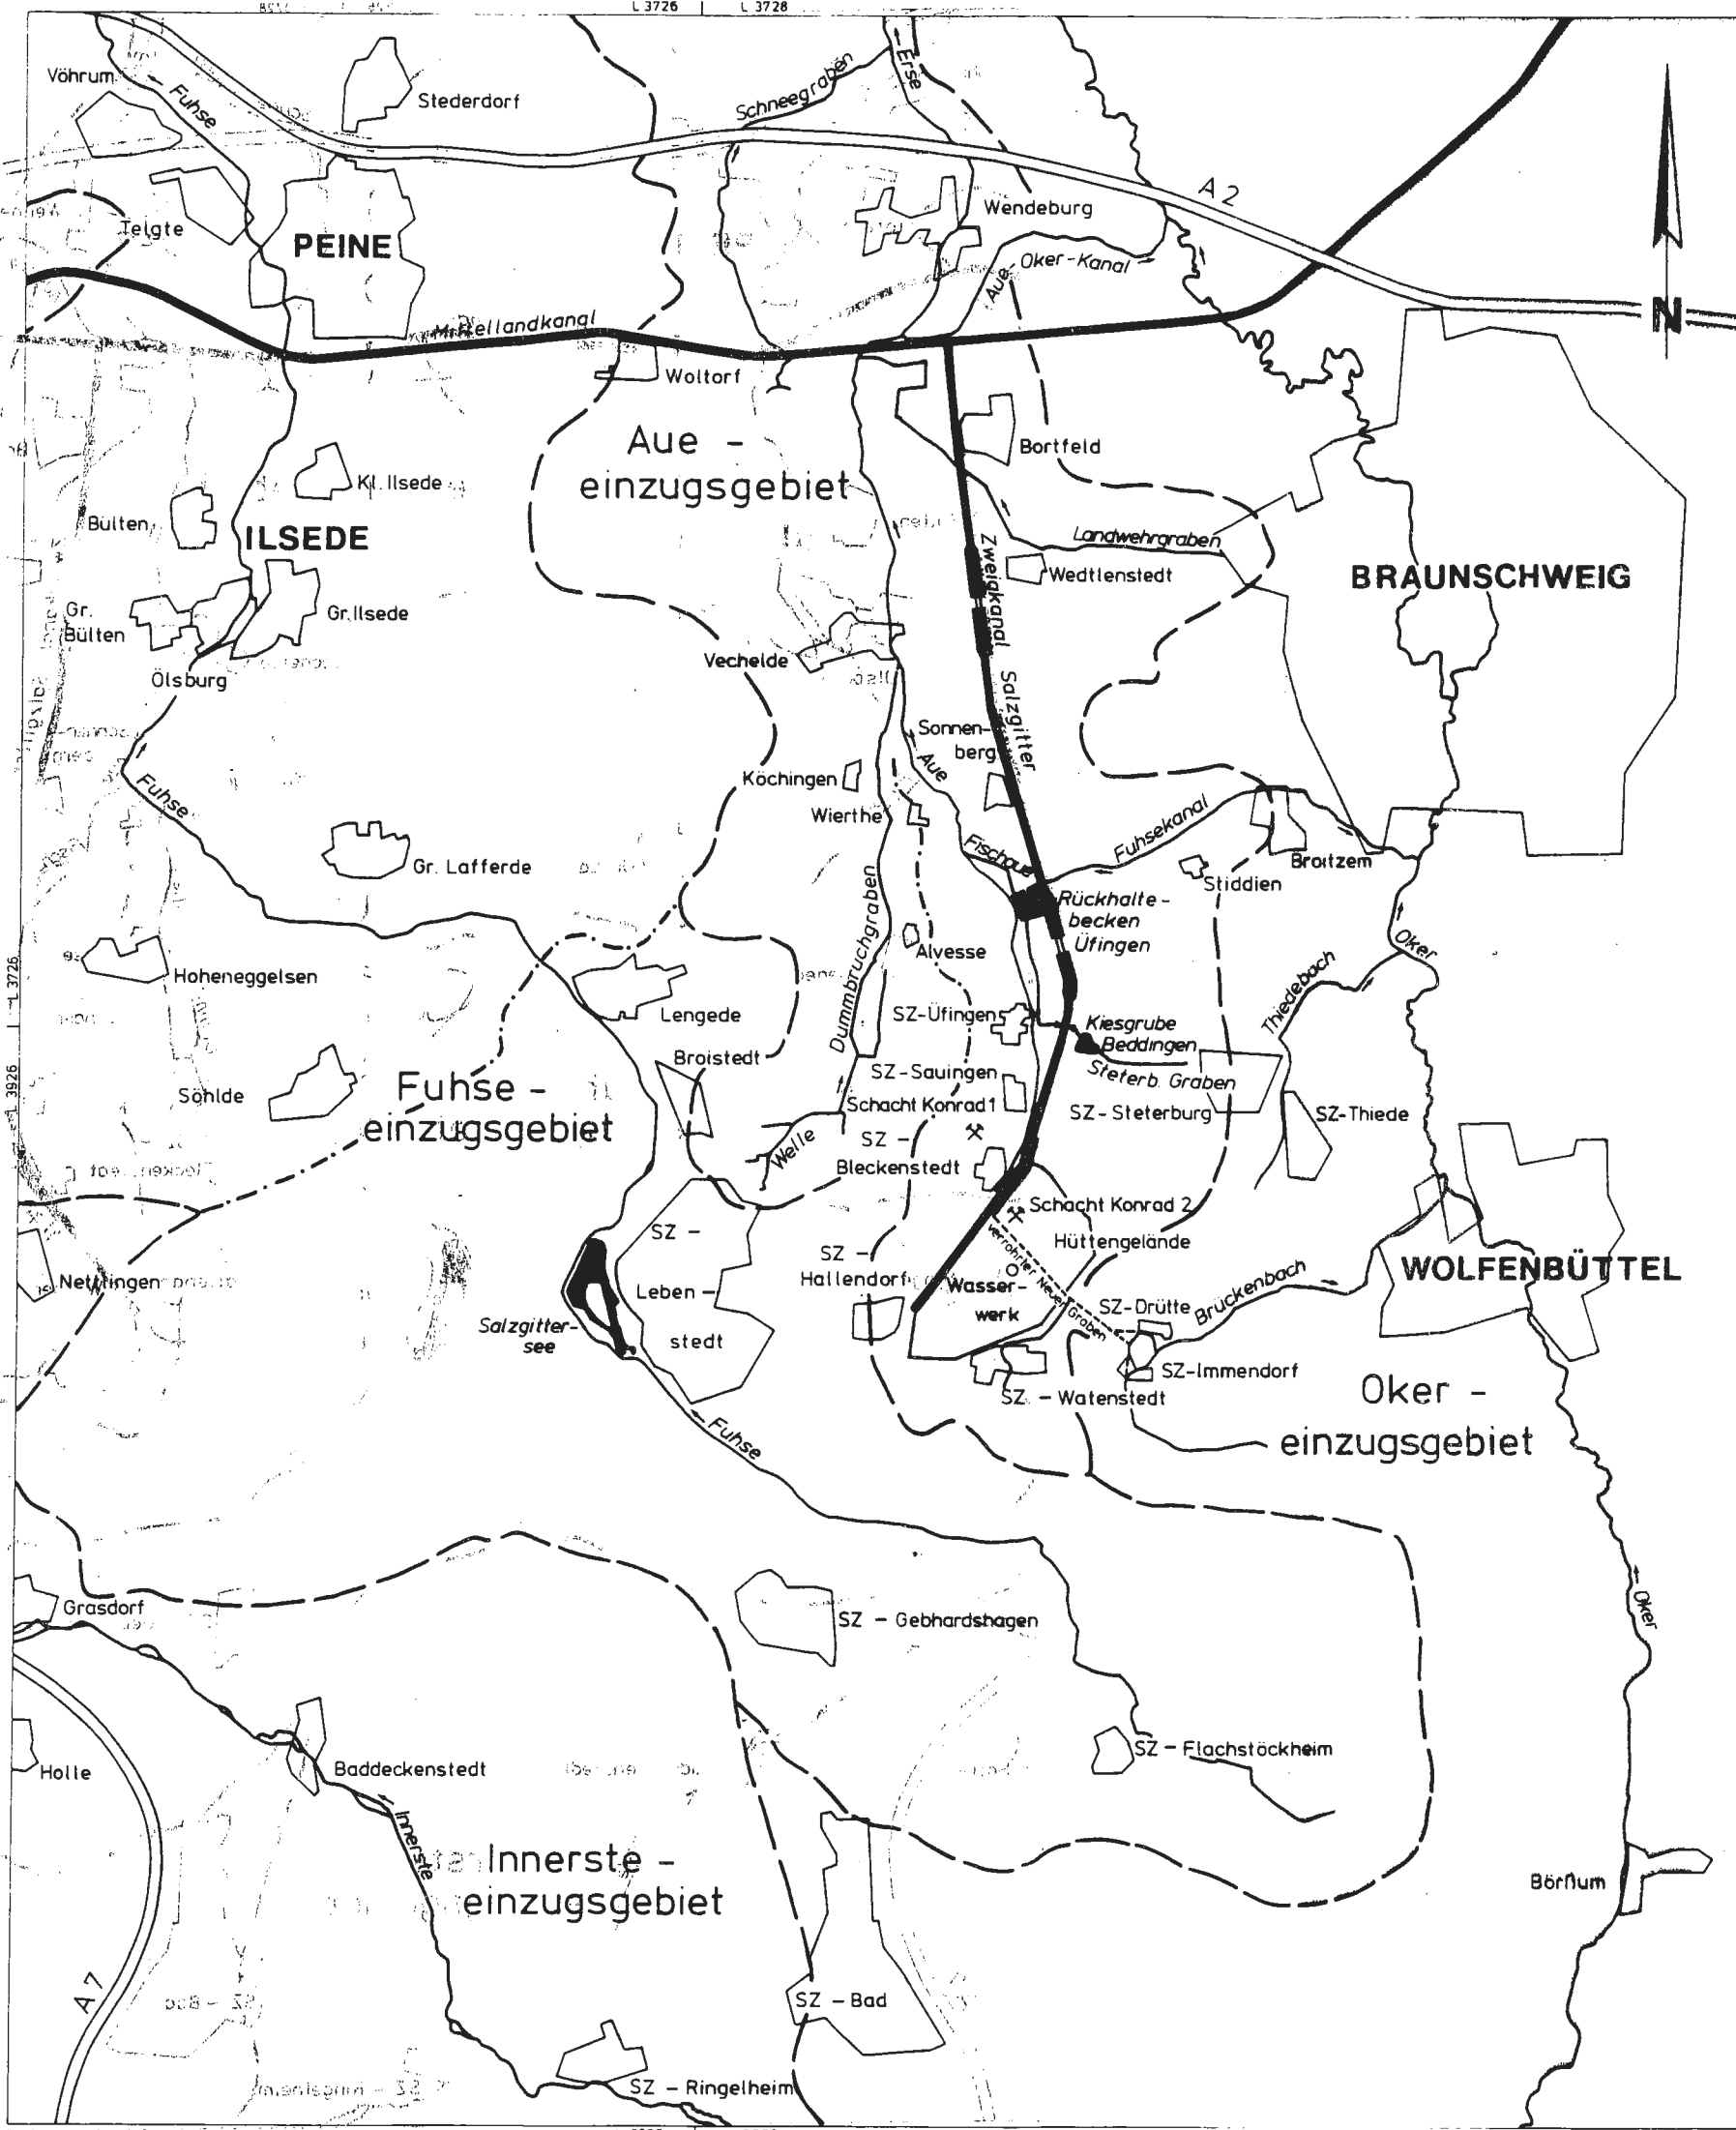 L 3726
L 3728
Vöhrum
Fuhse
Stederdorf
Schneegraben
Erse
A 2
Wendeburg
Telgte
PEINE
Aue - Oker-Kanal
N
Mittellandkanal
Woltorf
Aue -
einzugsgebiet
Bortfeld
Kl. Ilsede
Bülten
ILSEDE
Landwehrgraben
Wedtlenstedt
BRAUNSCHWEIG
Zweigkanal Salzgitter
Gr.
Bülten
Gr. Ilsede
Vechelde
Ölsburg
Sonnen-
berg
Aue
Köchingen
Wierthe
Fuhse
Fuhsekanal
Fischaue
Broitzem
Stiddien
Gr. Lafferde
Rückhalte-
becken
Üfingen
Dummbruchgraben
Alvesse
Oker
Thiedebach
Hoheneggelsen
L 3726
L 3926
Lengede
SZ-Üfingen
Kiesgrube
Beddingen
Broistedt
SZ-Sauingen
Steterb. Graben
Fuhse -
einzugsgebiet
Söhlde
Schacht Konrad 1
SZ - Steterburg
SZ-Thiede
Welle
SZ -
Bleckenstedt
Schacht Konrad 2
SZ -
Leben -
stedt
Hüttengelände
SZ -
Hallendorf
Wasser-
werk
verrohrter Neuer Graben
SZ-Drütte
Brückenbach
WOLFENBÜTTEL
Nettlingen
Salzgitter-
see
SZ-Immendorf
SZ - Watenstedt
Oker -
einzugsgebiet
Fuhse
Grasdorf
SZ - Gebhardshagen
Oker
Holle
Baddeckenstedt
SZ - Flachstöckheim
Innerste
Innerste -
einzugsgebiet
Börßum
A7
SZ - Bad
SZ - Ringelheim